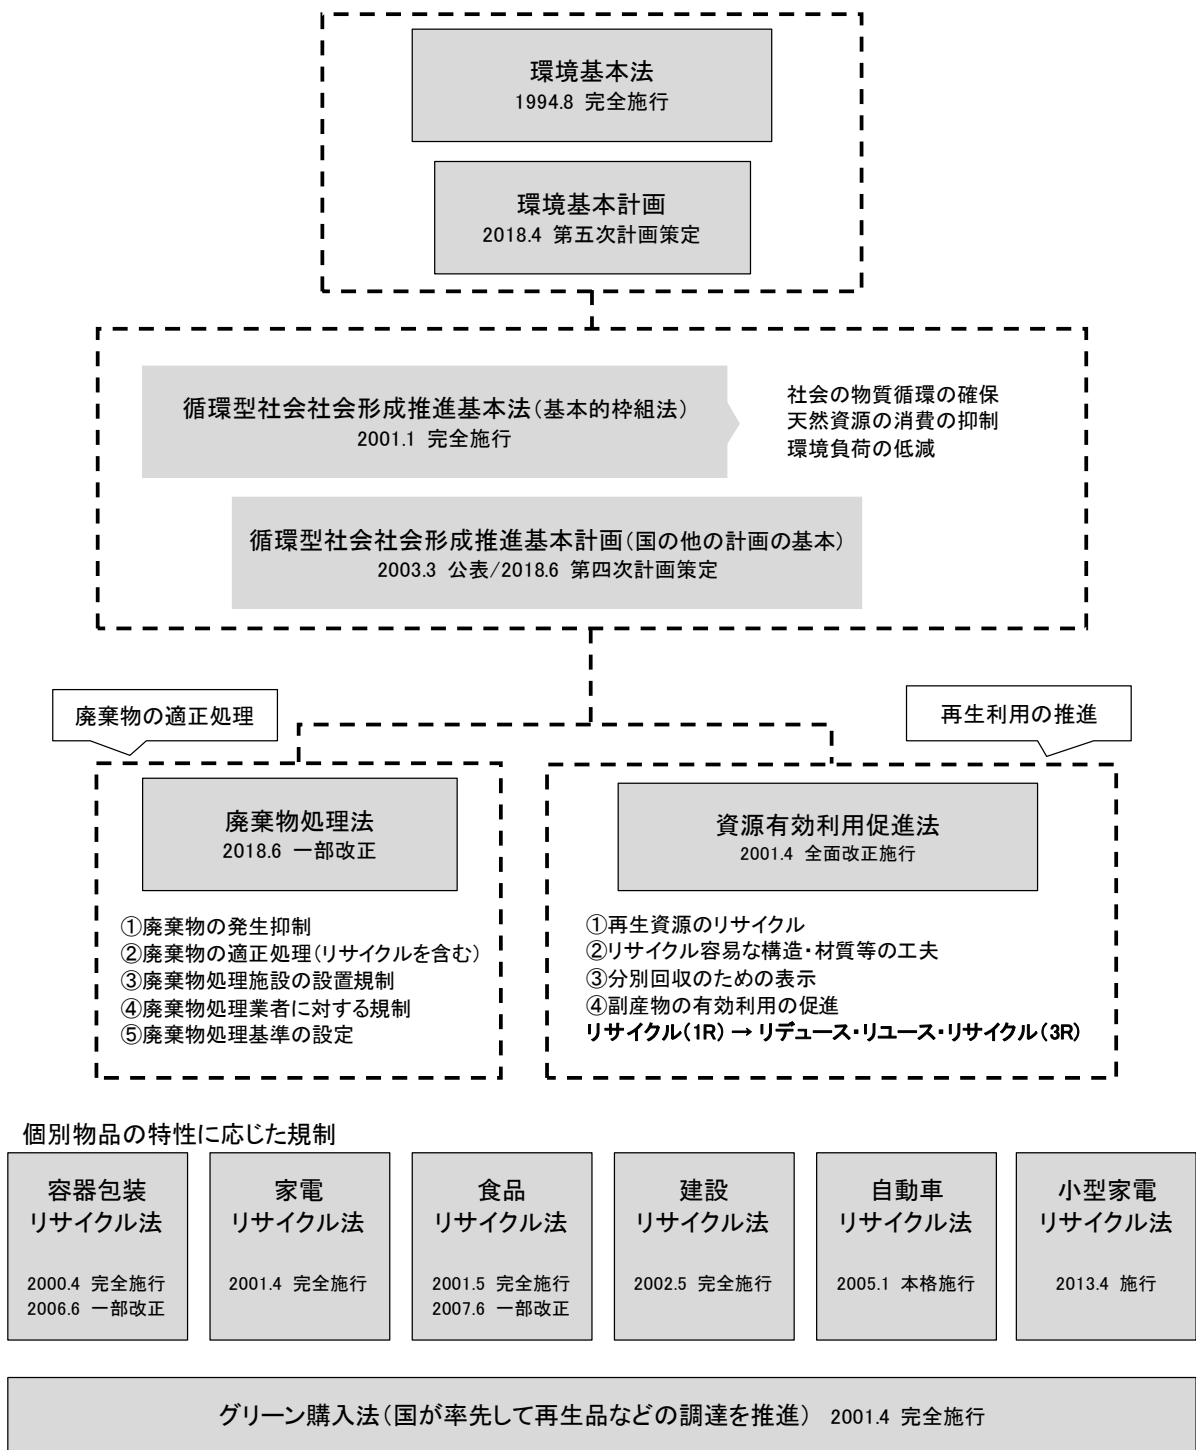 環境基本法
1994.8 完全施行
環境基本計画
2018.4 第五次計画策定
循環型社会社会形成推進基本法（基本的枠組法）
2001.1 完全施行
社会の物質循環の確保
天然資源の消費の抑制
環境負荷の低減
循環型社会社会形成推進基本計画（国の他の計画の基本）
2003.3 公表/2018.6 第四次計画策定
廃棄物の適正処理
再生利用の推進
廃棄物処理法
2018.6 一部改正
①廃棄物の発生抑制
②廃棄物の適正処理（リサイクルを含む）
③廃棄物処理施設の設置規制
④廃棄物処理業者に対する規制
⑤廃棄物処理基準の設定
資源有効利用促進法
2001.4 全面改正施行
①再生資源のリサイクル
②リサイクル容易な構造・材質等の工夫
③分別回収のための表示
④副産物の有効利用の促進
リサイクル（1R） → リデュース・リユース・リサイクル（3R）
個別物品の特性に応じた規制
容器包装
リサイクル法
2000.4 完全施行
2006.6 一部改正
家電
リサイクル法
2001.4 完全施行
食品
リサイクル法
2001.5 完全施行
2007.6 一部改正
建設
リサイクル法
2002.5 完全施行
自動車
リサイクル法
2005.1 本格施行
小型家電
リサイクル法
2013.4 施行
グリーン購入法（国が率先して再生品などの調達を推進） 2001.4 完全施行